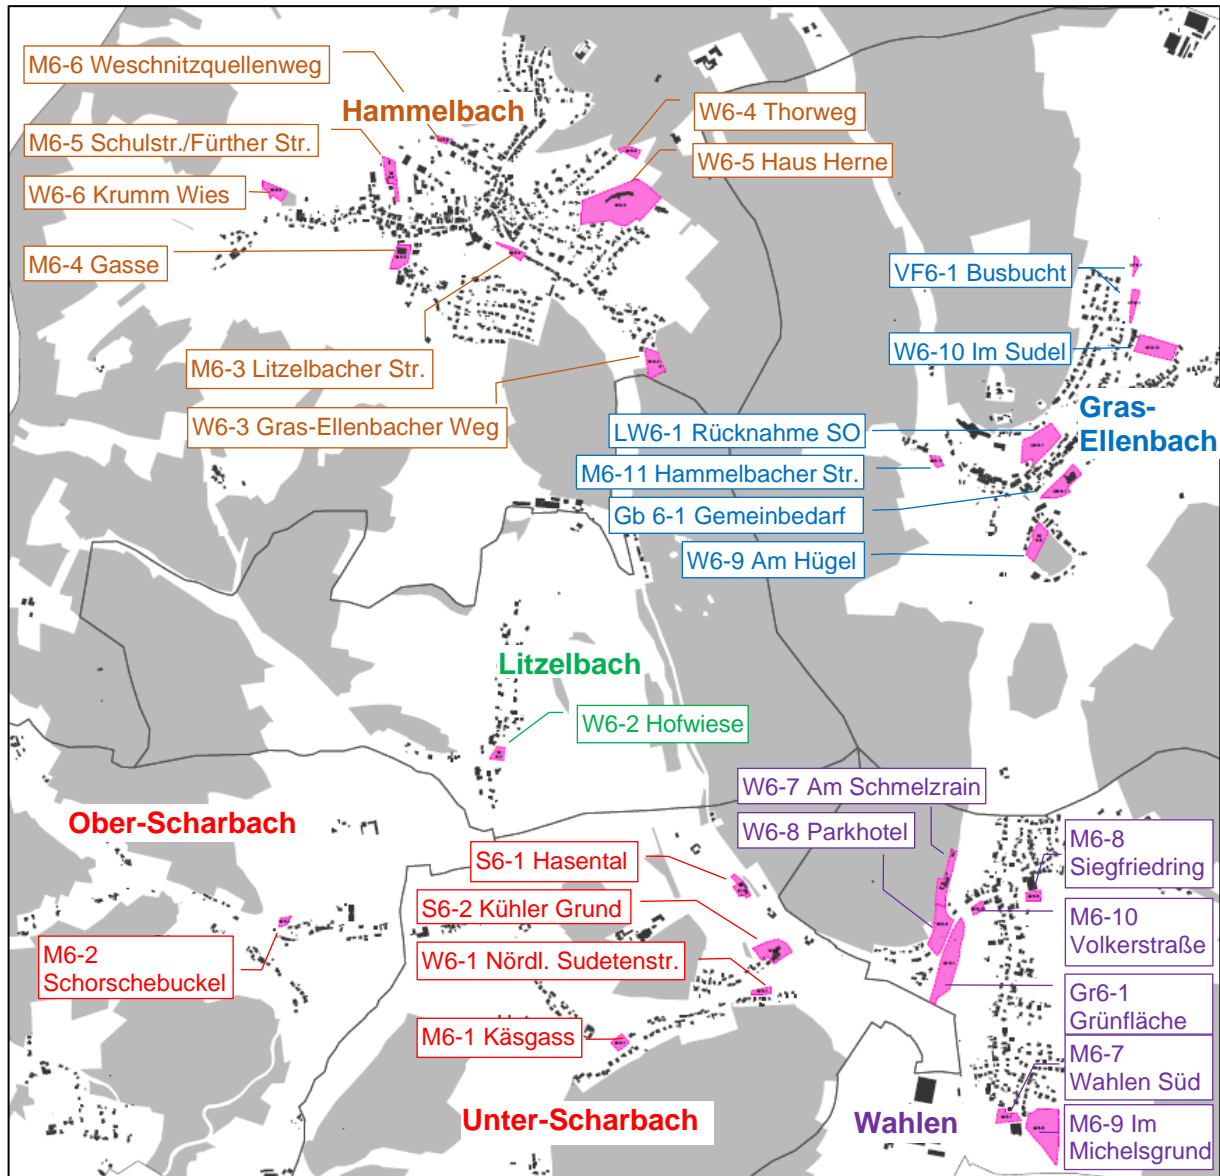 M6-6 Weschnitzquellenweg
Hammelbach
W6-4 Thorweg
M6-5 Schulstr./Fürther Str.
W6-5 Haus Herne
W6-6 Krumm Wies
M6-4 Gasse
VF6-1 Busbucht
W6-10 Im Sudel
M6-3 Litzelbacher Str.
W6-3 Gras-Ellenbacher Weg
Gras-
Ellenbach
LW6-1 Rücknahme SO
M6-11 Hammelbacher Str.
Gb 6-1 Gemeinbedarf
W6-9 Am Hügel
Litzelbach
W6-2 Hofwiese
W6-7 Am Schmelzrain
W6-8 Parkhotel
Ober-Scharbach
M6-8
Siegfriedring
S6-1 Hasental
S6-2 Kühler Grund
M6-10
Volkerstraße
M6-2
Schorschebuckel
W6-1 Nördl. Sudetenstr.
Gr6-1
Grünfläche
M6-1 Käsgass
M6-7
Wahlen Süd
Unter-Scharbach
Wahlen
M6-9 Im
Michelsgrund